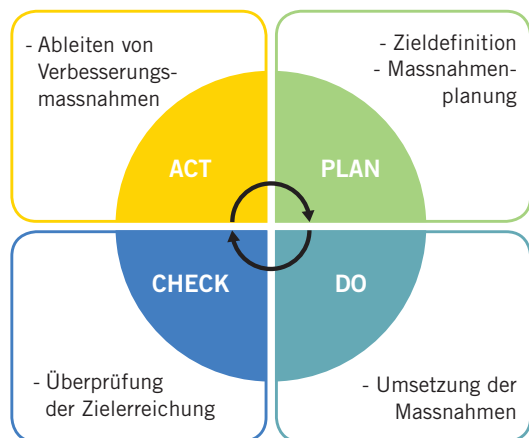 - Ableiten von
Verbesserungs-
massnahmen
ACT
- Zieldefinition
- Massnahmen-
planung
PLAN
CHECK
- Überprüfung
der Zielerreichung
DO
- Umsetzung der
Massnahmen